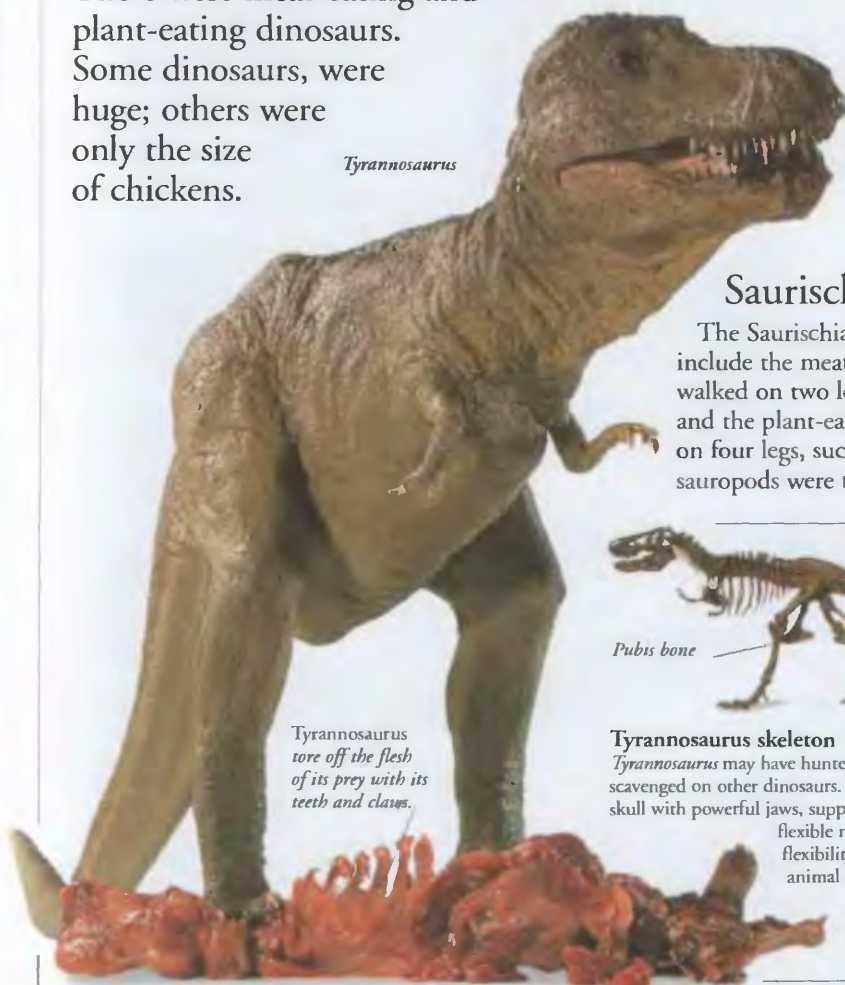 plant-eating dinosaurs.
Some dinosaurs, were
huge; others were
only the size
of chickens.
Tyrannosaurus
The Saurischia
include the meat
walked on two
and the plant-ea
on four legs, suc
sauropods were
Pubis bone
Tyrannosaurus
tore off the flesh
of its prey with its
teeth and claws.
Tyrannosaurus skeleton
Tyrannosaurus may have hunte
scavenged on other dinosaurs.
skull with powerful jaws, supp
flexible
flexibilit
animal